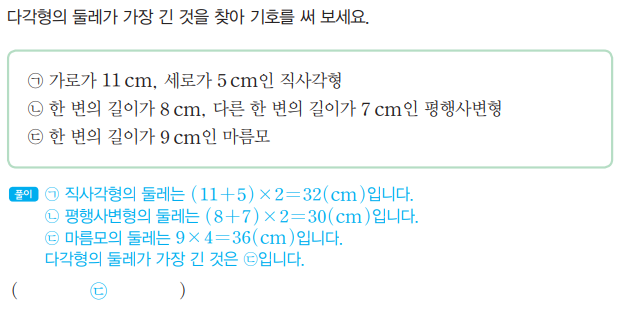 다각형의 둘레가 가장 긴 것을 찾아 기호를 써 보세요.
㉠ 가로가 11 cm, 세로가 5 cm인 직사각형
㉡ 한 변의 길이가 8 cm, 다른 한 변의 길이가 7 cm인 평행사변형
㉢ 한 변의 길이가 9 cm인 마름모
풀이 ㉠ 직사각형의 둘레는 (11+5)×2=32(cm)입니다.
㉡ 평행사변형의 둘레는 (8+7)×2=30(cm)입니다.
㉢ 마름모의 둘레는 9×4=36(cm)입니다.
다각형의 둘레가 가장 긴 것은 ㉢입니다.
( ㉢ )